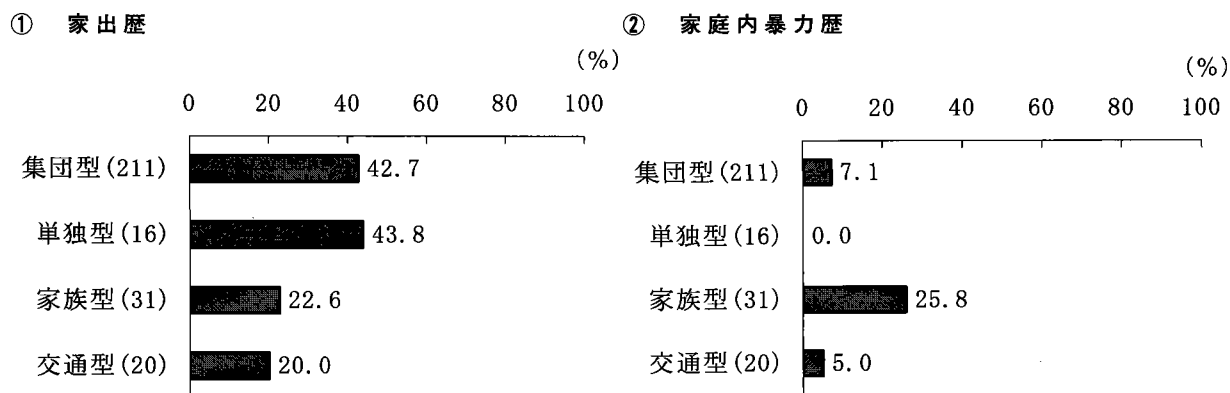 ① 家出歴
(%)
0 20 40 60 80 100
集団型(211) 42.7
単独型(16) 43.8
家族型(31) 22.6
交通型(20) 20.0
② 家庭内暴力歴
(%)
0 20 40 60 80 100
集団型(211) 7.1
単独型(16) 0.0
家族型(31) 25.8
交通型(20) 5.0